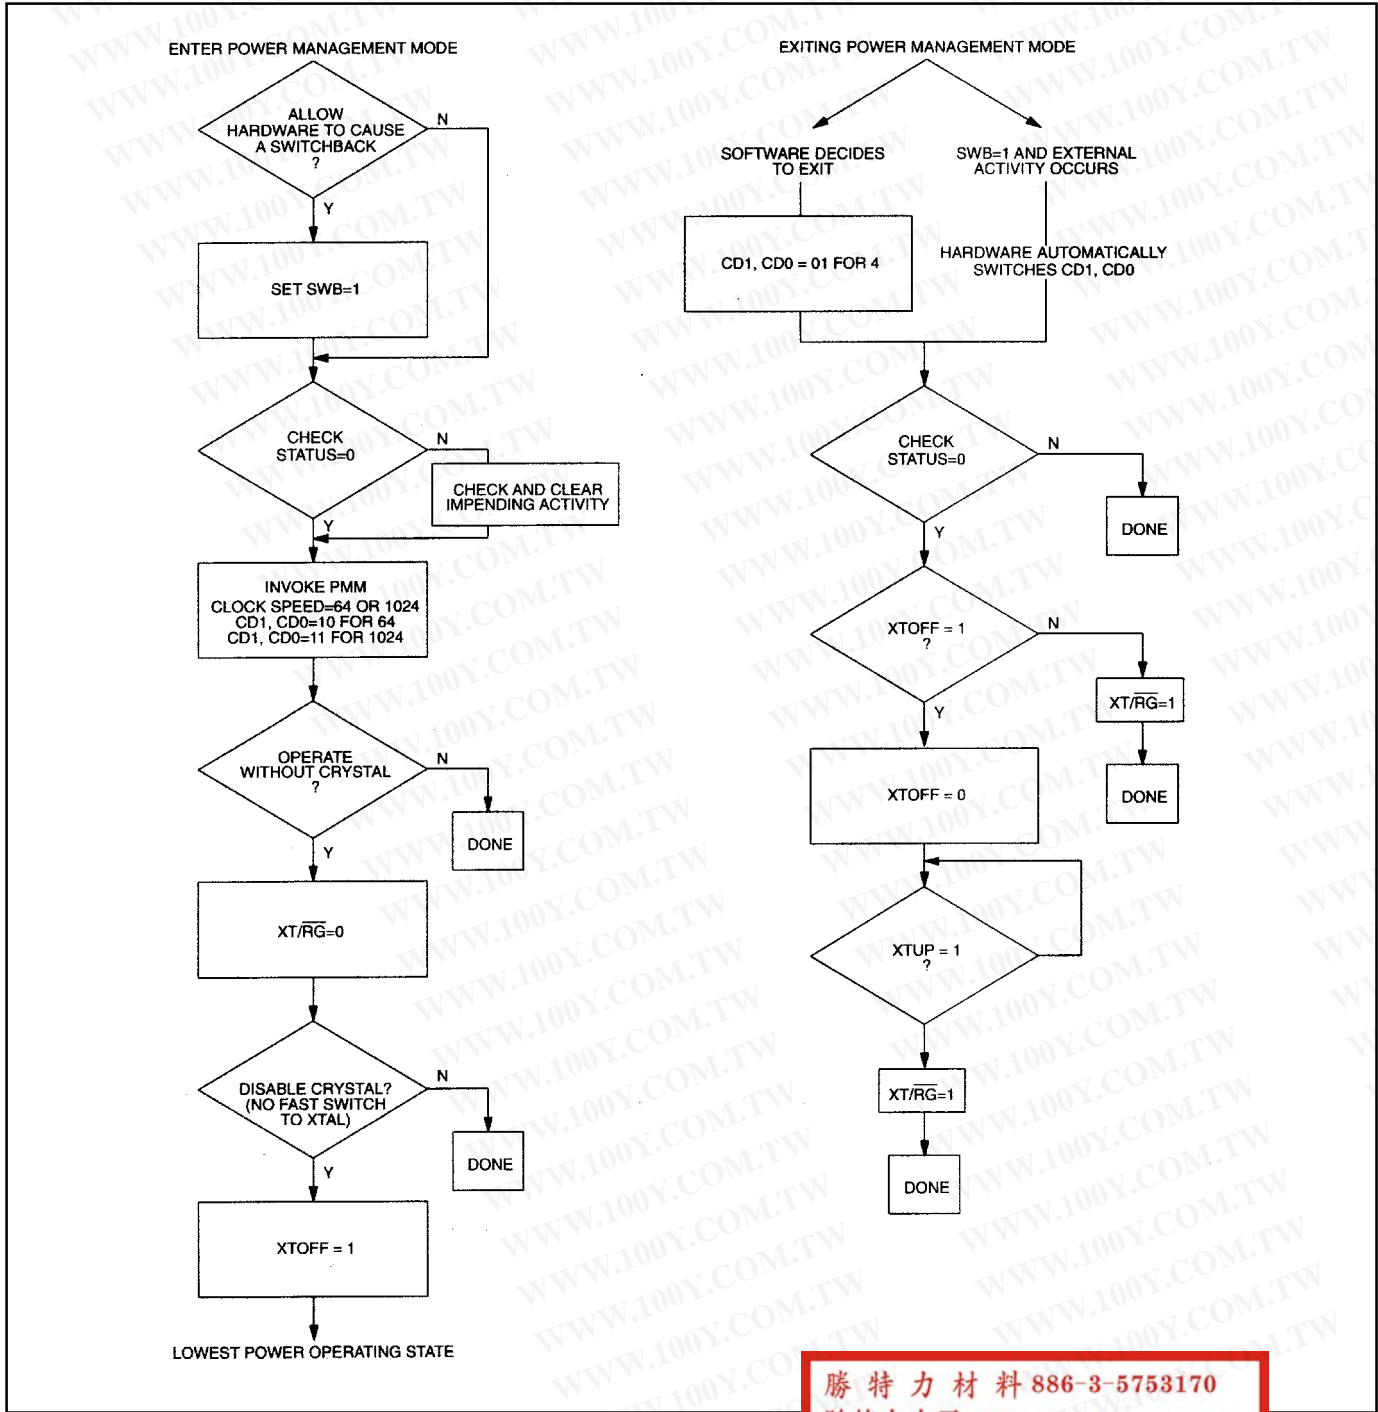 ENTER POWER MANAGEMENT MODE
ALLOW
HARDWARE TO CAUSE
A SWITCHBACK
?
N
Y
SET SWB=1
CHECK
STATUS=0
N
CHECK AND CLEAR
IMPENDING ACTIVITY
Y
INVOKE PMM
CLOCK SPEED=64 OR 1024
CD1, CD0=10 FOR 64
CD1, CD0=11 FOR 1024
OPERATE
WITHOUT CRYSTAL
?
N
DONE
Y
XT/R̅G̅=0
DISABLE CRYSTAL?
(NO FAST SWITCH
TO XTAL)
N
DONE
Y
XTOFF = 1
LOWEST POWER OPERATING STATE
EXITING POWER MANAGEMENT MODE
SOFTWARE DECIDES
TO EXIT
SWB=1 AND EXTERNAL
ACTIVITY OCCURS
CD1, CD0 = 01 FOR 4
HARDWARE AUTOMATICALLY
SWITCHES CD1, CD0
CHECK
STATUS=0
N
DONE
Y
XTOFF = 1
?
N
XT/R̅G̅=1
DONE
Y
XTOFF = 0
XTUP = 1
?
XT/R̅G̅=1
DONE
勝 特 力 材 料 886-3-5753170
WWW.100Y.COM.TW